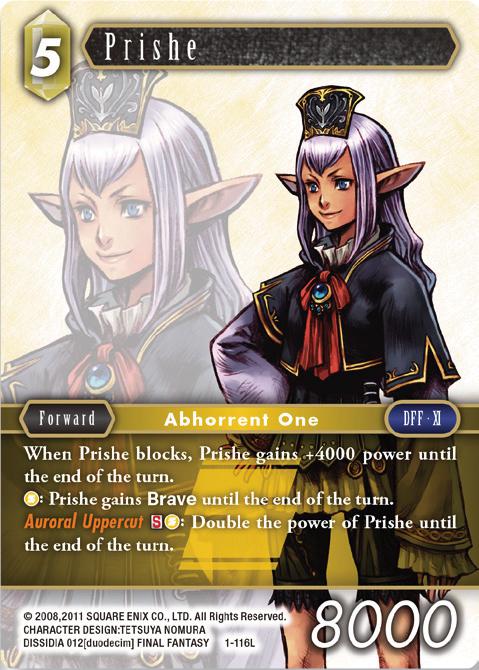 5
Prishe
Forward
Abhorrent One
DFF · XI
When Prishe blocks, Prishe gains +4000 power until
the end of the turn.
: Prishe gains Brave until the end of the turn.
Auroral Uppercut S : Double the power of Prishe until
the end of the turn.
© 2008,2011 SQUARE ENIX CO., LTD. All Rights Reserved.
CHARACTER DESIGN:TETSUYA NOMURA
DISSIDIA 012[duodecim] FINAL FANTASY 1-116L
8000